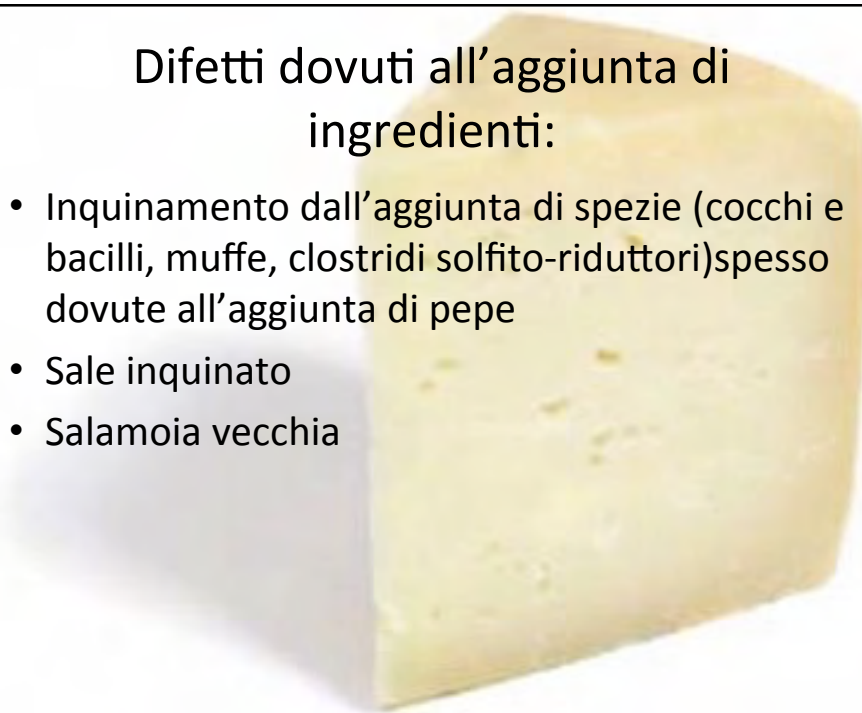 Difetti dovuti all’aggiunta di
ingredienti:
• Inquinamento dall’aggiunta di spezie (cocchi e
bacilli, muffe, clostridi solfito-riduttori)spesso
dovute all’aggiunta di pepe
• Sale inquinato
• Salamoia vecchia